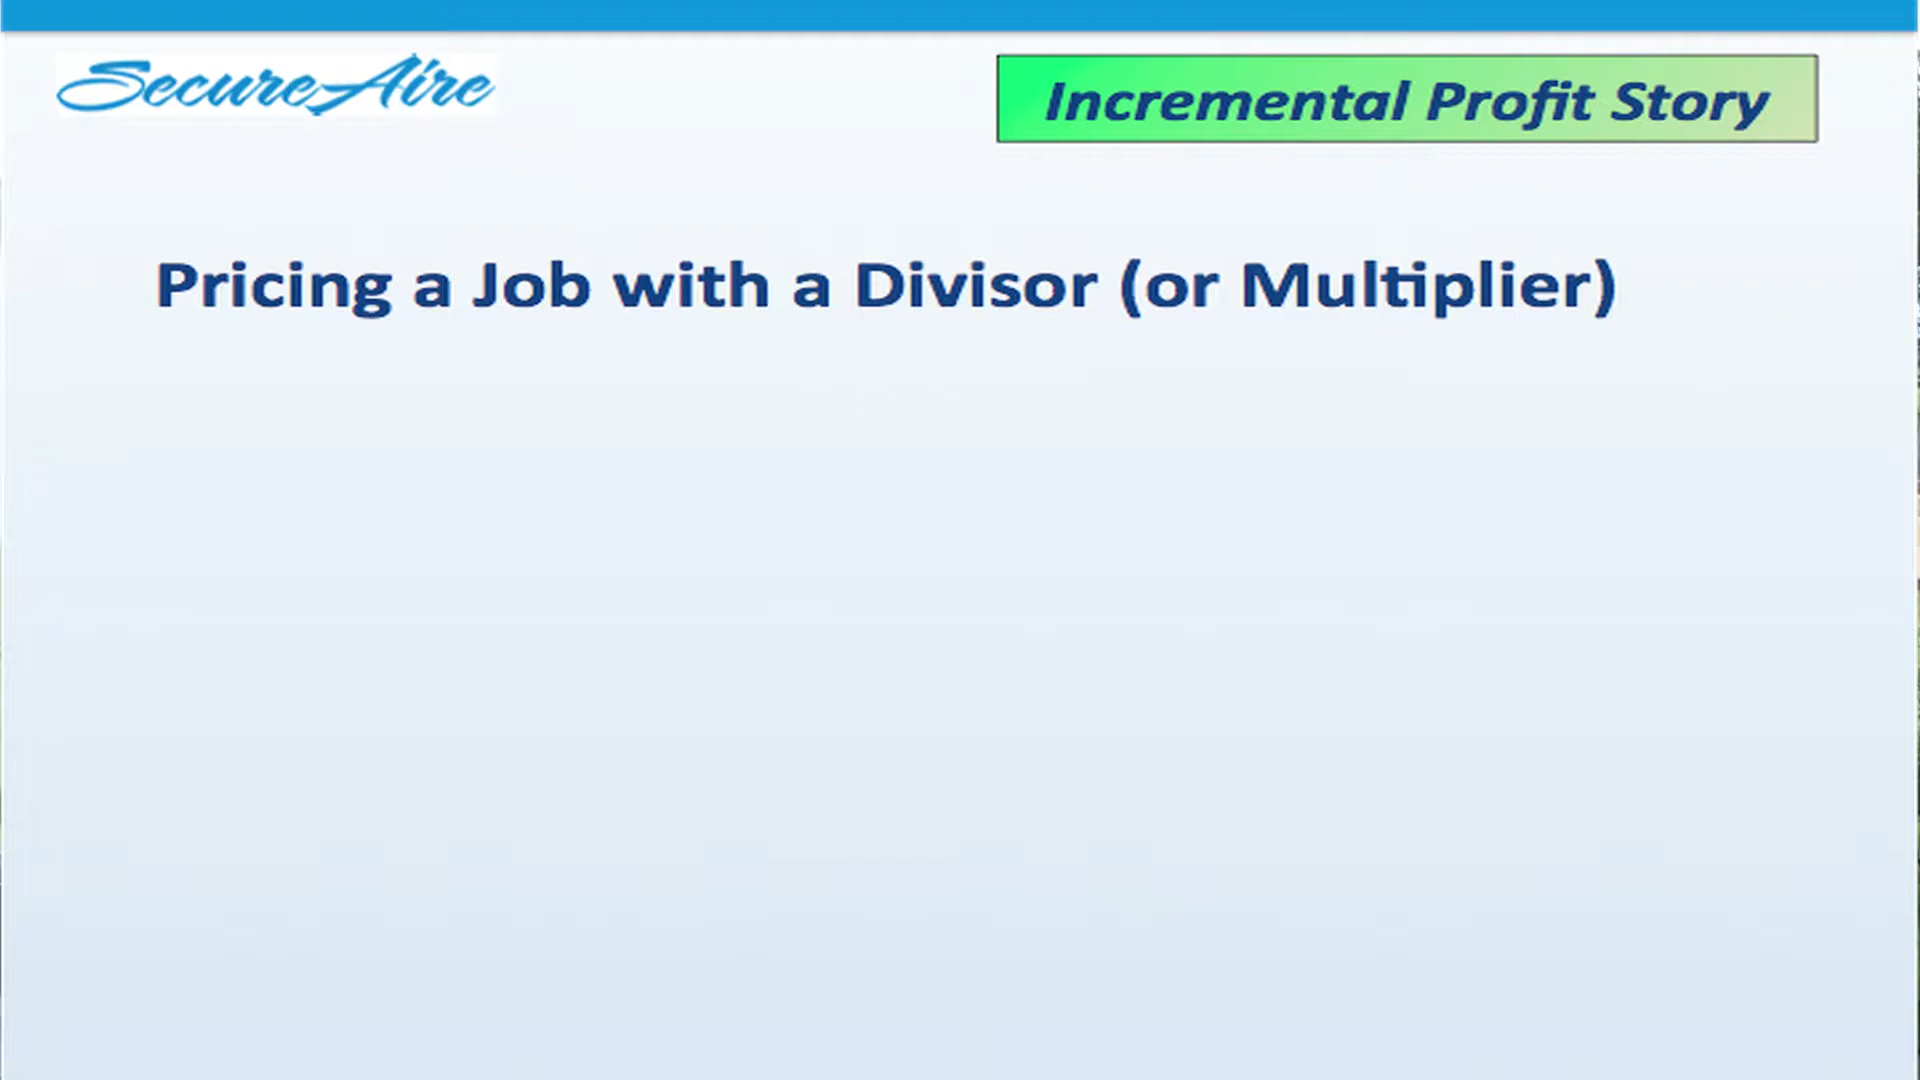 SecureAire
Incremental Profit Story
Pricing a Job with a Divisor (or Multiplier)